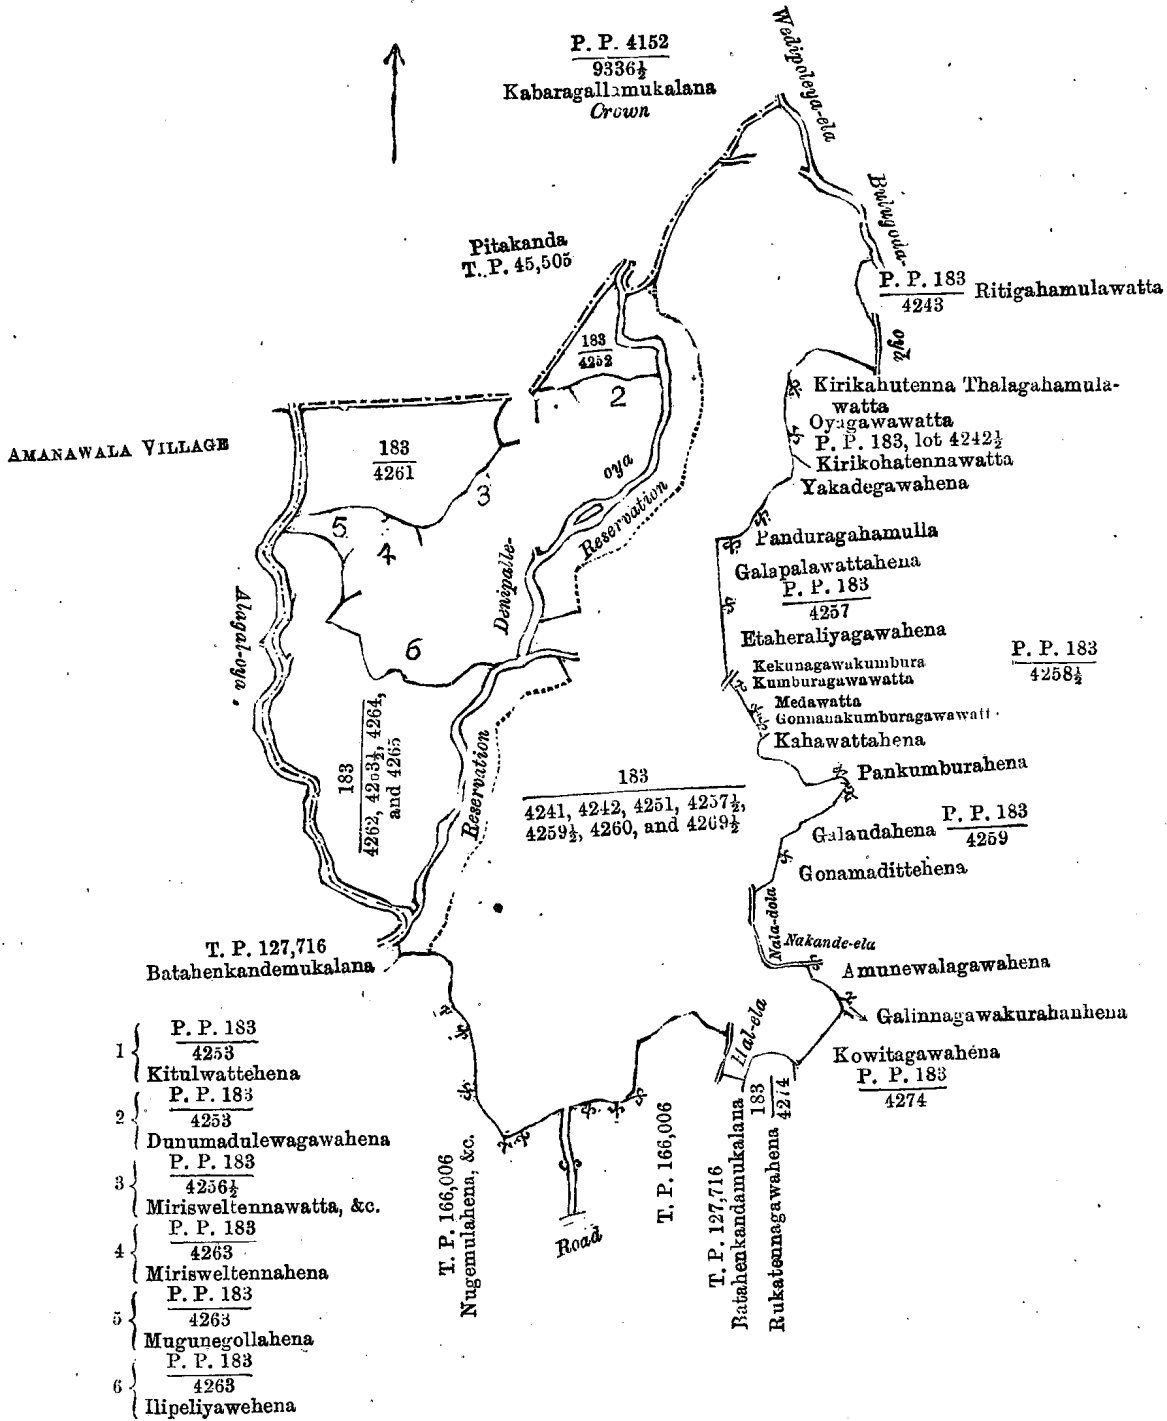 P. P. 4152
9336½
Kabaragallamukalana
Crown
Wedipoleya-ela
Pitakanda
T. P. 45,505
P. P. 183
4243
Ritigahamulawatta
oya
183
4252
2
1
Kirikahutenna Thalagahamula-
watta
Oyagawawatta
P. P. 183, lot 4242½
Kirikohatennawatta
Yakadegawahena
AMANAWALA VILLAGE
183
4261
3
oya
Reservation
5
4
Panduragahamulla
Galapalawattahena
P. P. 183
4257
Denipalle-
Alagal-oya
Etaheraliyagawahena
6
P. P. 183
4258½
Kekunagawakumbura
Kumburagawawatta
Medawatta
Gonnanakumburagawawatt
Kahawattahena
183
4262, 4263½, 4264,
and 4265
Reservation
183
4241, 4242, 4251, 4257½,
4259½, 4260, and 4269½
Pankumburahena
Galaudahena
P. P. 183
4259
Gonamadittehena
Nala-dola
Nakande-ela
T. P. 127,716
Batahenkandemukalana
Amunewalagawahena
Galinnagawakurahanhena
Hal-ela
Kowitagawahena
P. P. 183
4274
1
P. P. 183
4253
Kitulwattehena
2
P. P. 183
4253
Dunumadulewagawahena
3
P. P. 183
4256½
Mirisweltennawatta, &c.
4
P. P. 183
4263
Mirisweltennahena
5
P. P. 183
4263
Mugunegollahena
6
P. P. 183
4263
Ilipeliyawehena
T. P. 166,006
Nugemulahena, &c.
Road
T. P. 166,006
T. P. 127,716
Batahenkandamukalana
Rukatennagawahena
183
4274